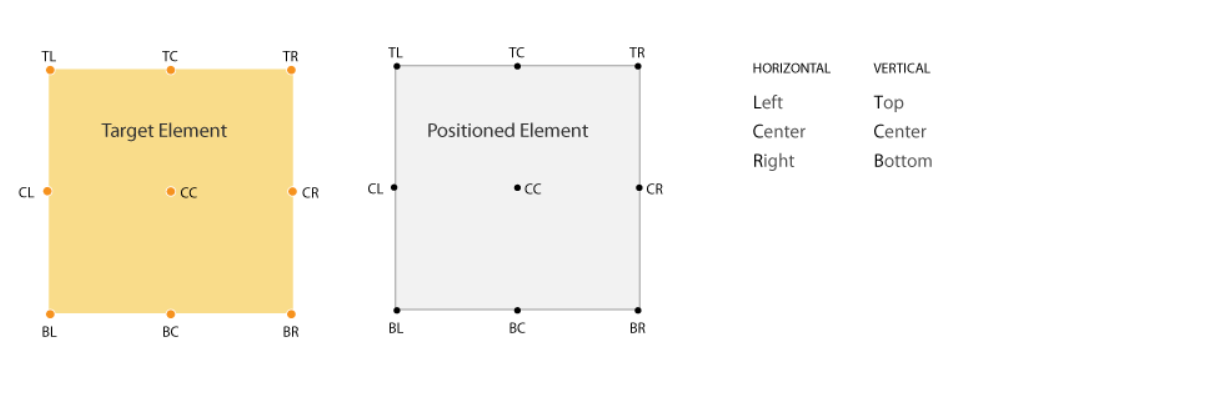 TL TC TR
Target Element
CL CC CR
BL BC BR
TL TC TR
Positioned Element
CL CC CR
BL BC BR
HORIZONTAL VERTICAL
Left Top
Center Center
Right Bottom